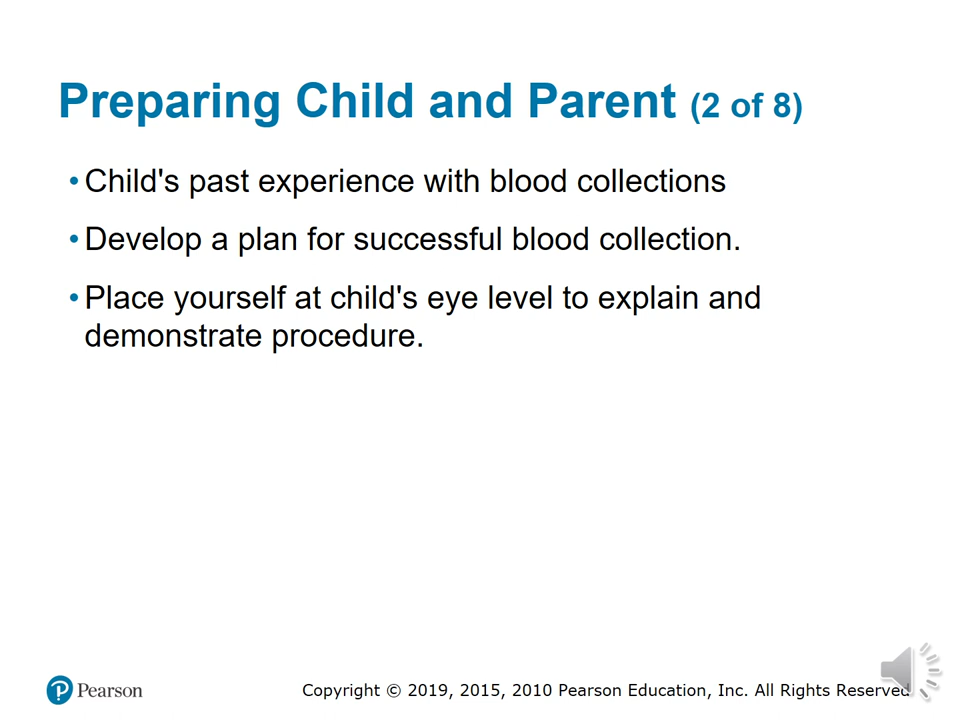 Preparing Child and Parent (2 of 8)
• Child's past experience with blood collections
• Develop a plan for successful blood collection.
• Place yourself at child's eye level to explain and
demonstrate procedure.
Pearson
Copyright © 2019, 2015, 2010 Pearson Education, Inc. All Rights Reserved